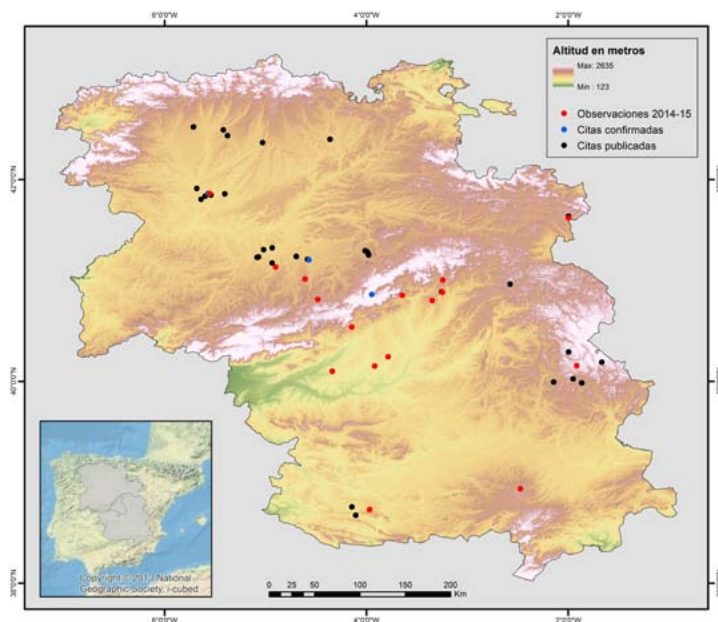 6°0'0"W 4°0'0"W 2°0'0"W
Altitud en metros
Max: 2635
Min : 123
Observaciones 2014-15
Citas confirmadas
Citas publicadas
42°0'0"N
40°0'0"N
38°0'0"N
Copyright © 2013 National
Geographic Society, i-cubed
0 25 50 100 150 200
Km
6°0'0"W 4°0'0"W 2°0'0"W